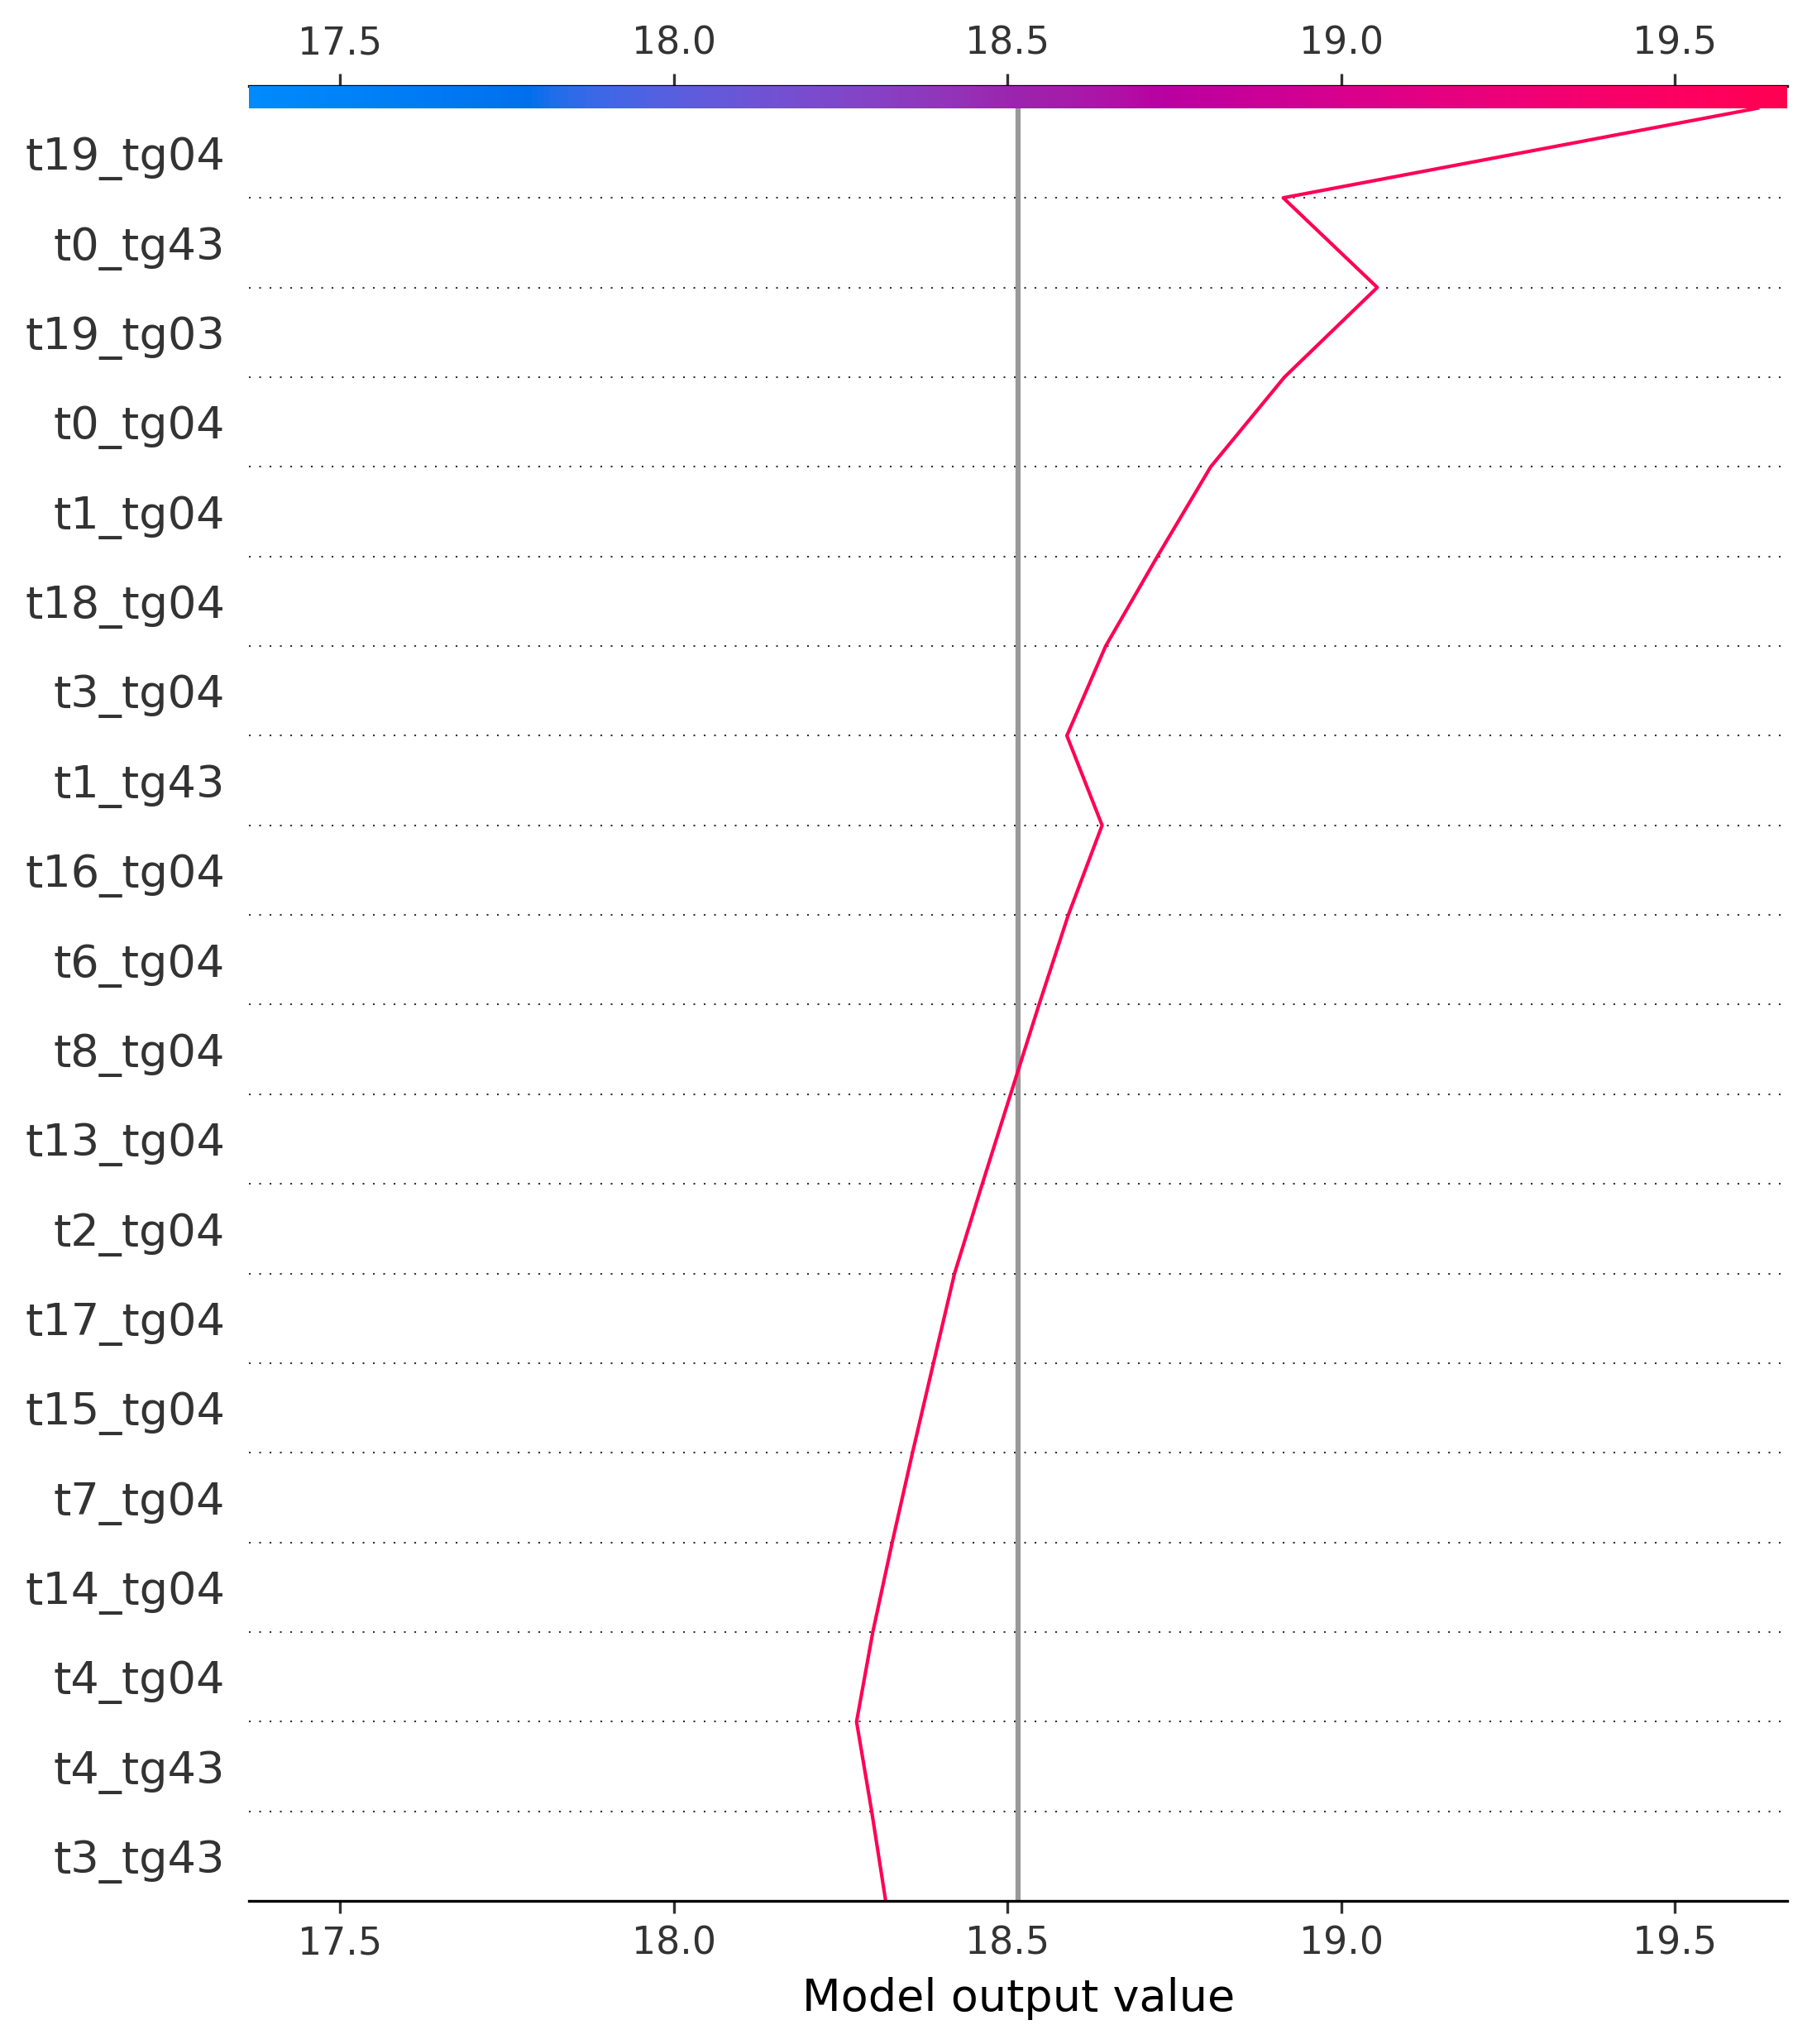 17.5 18.0 18.5 19.0 19.5
t19_tg04
t0_tg43
t19_tg03
t0_tg04
t1_tg04
t18_tg04
t3_tg04
t1_tg43
t16_tg04
t6_tg04
t8_tg04
t13_tg04
t2_tg04
t17_tg04
t15_tg04
t7_tg04
t14_tg04
t4_tg04
t4_tg43
t3_tg43
17.5 18.0 18.5 19.0 19.5
Model output value